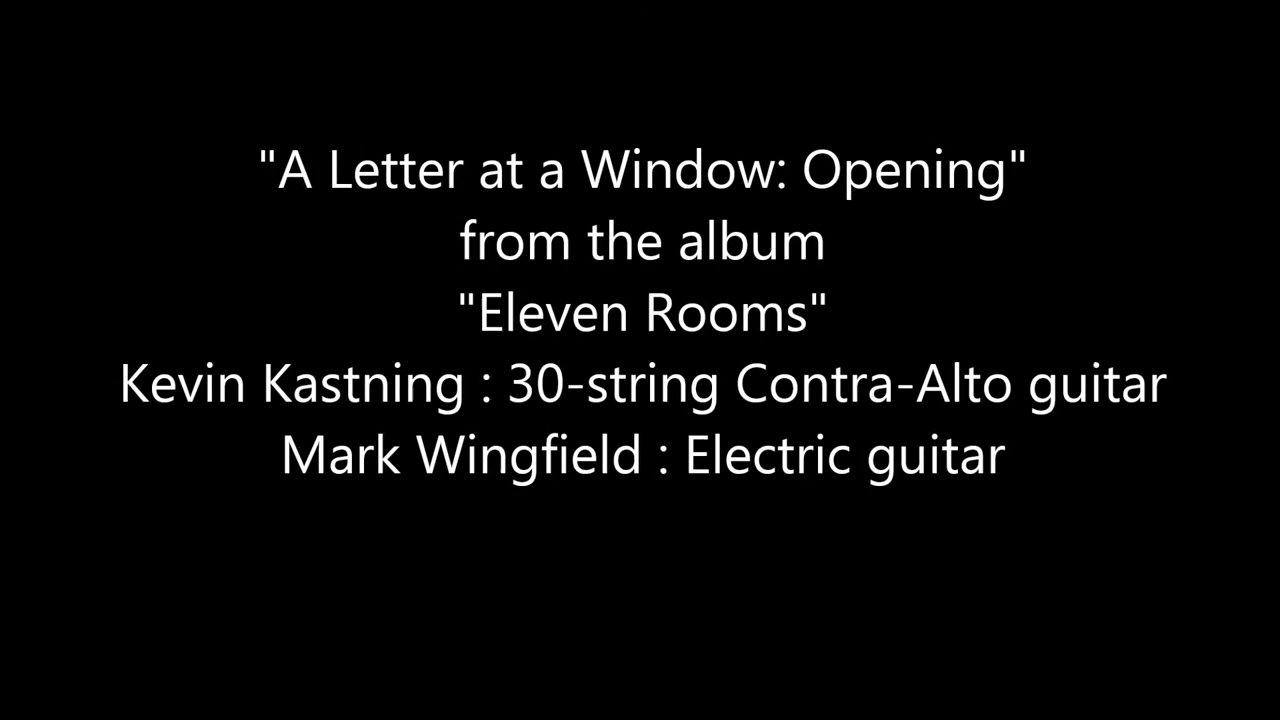 "A Letter at a Window: Opening"
from the album
"Eleven Rooms"
Kevin Kastning : 30-string Contra-Alto guitar
Mark Wingfield : Electric guitar